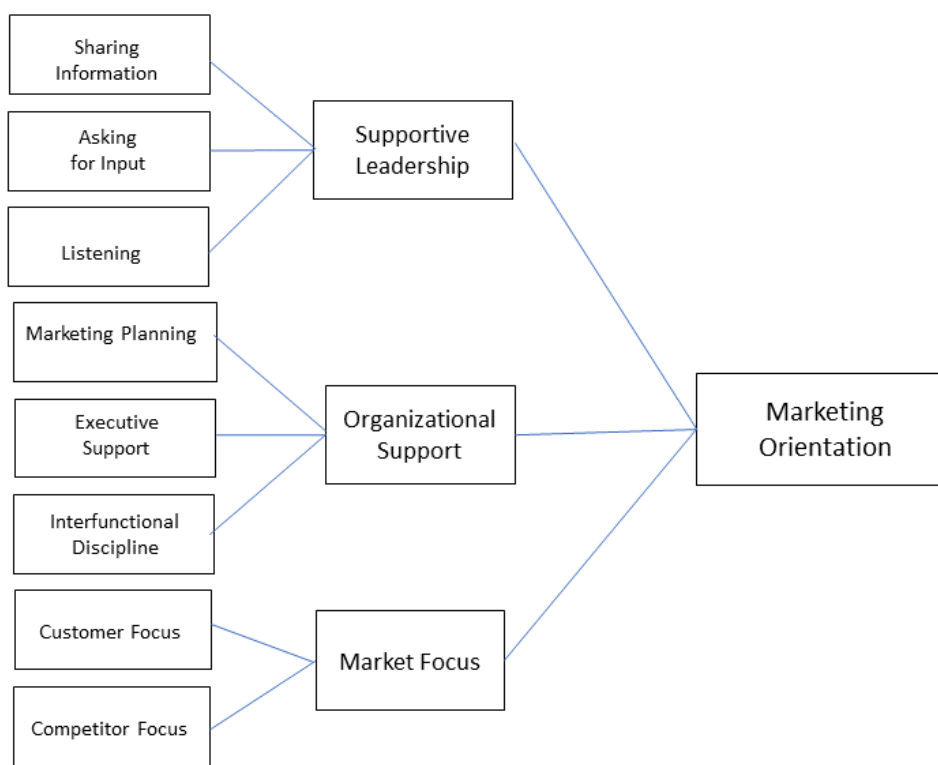 Sharing
Information
Asking
for Input
Listening
Marketing Planning
Executive
Support
Interfunctional
Discipline
Customer Focus
Competitor Focus
Supportive
Leadership
Organizational
Support
Market Focus
Marketing
Orientation